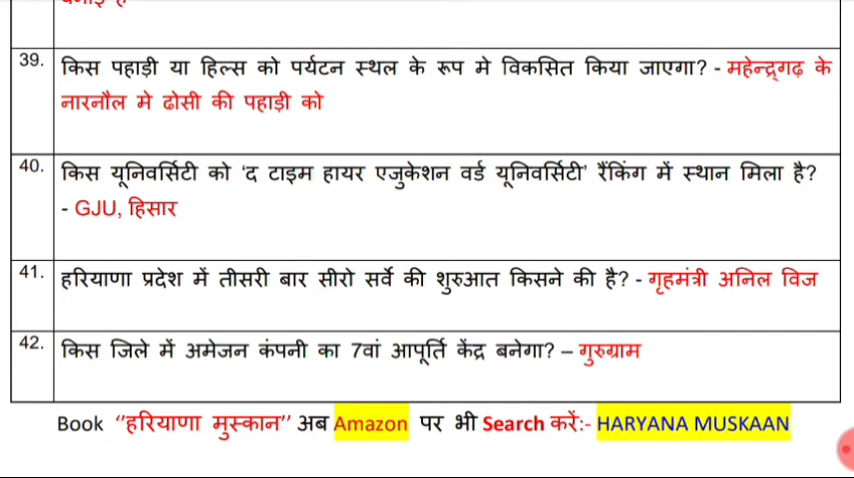 39. किस पहाड़ी या हिल्स को पर्यटन स्थल के रूप मे विकसित किया जाएगा? - महेन्द्र्गढ़ के
नारनौल मे ढोसी की पहाड़ी को
40. किस यूनिवर्सिटी को 'द टाइम हायर एजुकेशन वर्ड यूनिवर्सिटी' रैंकिंग में स्थान मिला है?
- GJU, हिसार
41. हरियाणा प्रदेश में तीसरी बार सीरो सर्वे की शुरुआत किसने की है? - गृहमंत्री अनिल विज
42. किस जिले में अमेजन कंपनी का 7वां आपूर्ति केंद्र बनेगा? – गुरुग्राम
Book "हरियाणा मुस्कान" अब Amazon पर भी Search करें:- HARYANA MUSKAAN